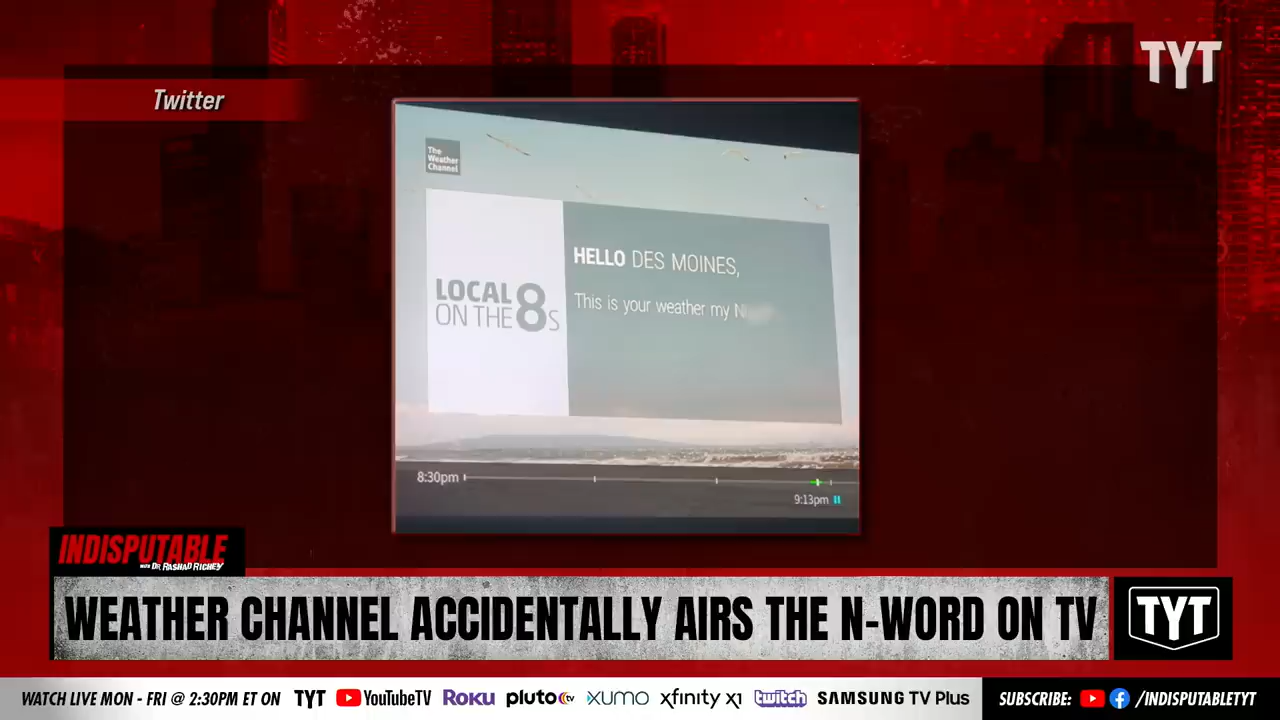 TYT
Twitter
The
Weather
Channel
HELLO DES MOINES,
This is your weather my N
LOCAL
ON THE 8s
8:30pm
9:13pm
INDISPUTABLE
WITH DR. RASHAD RICHEY
WEATHER CHANNEL ACCIDENTALLY AIRS THE N-WORD ON TV
TYT
WATCH LIVE MON - FRI @ 2:30PM ET ON TYT YouTubeTV ROKU pluto tv xumo xfinity x1 twitch SAMSUNG TV Plus SUBSCRIBE: /INDISPUTABLETYT